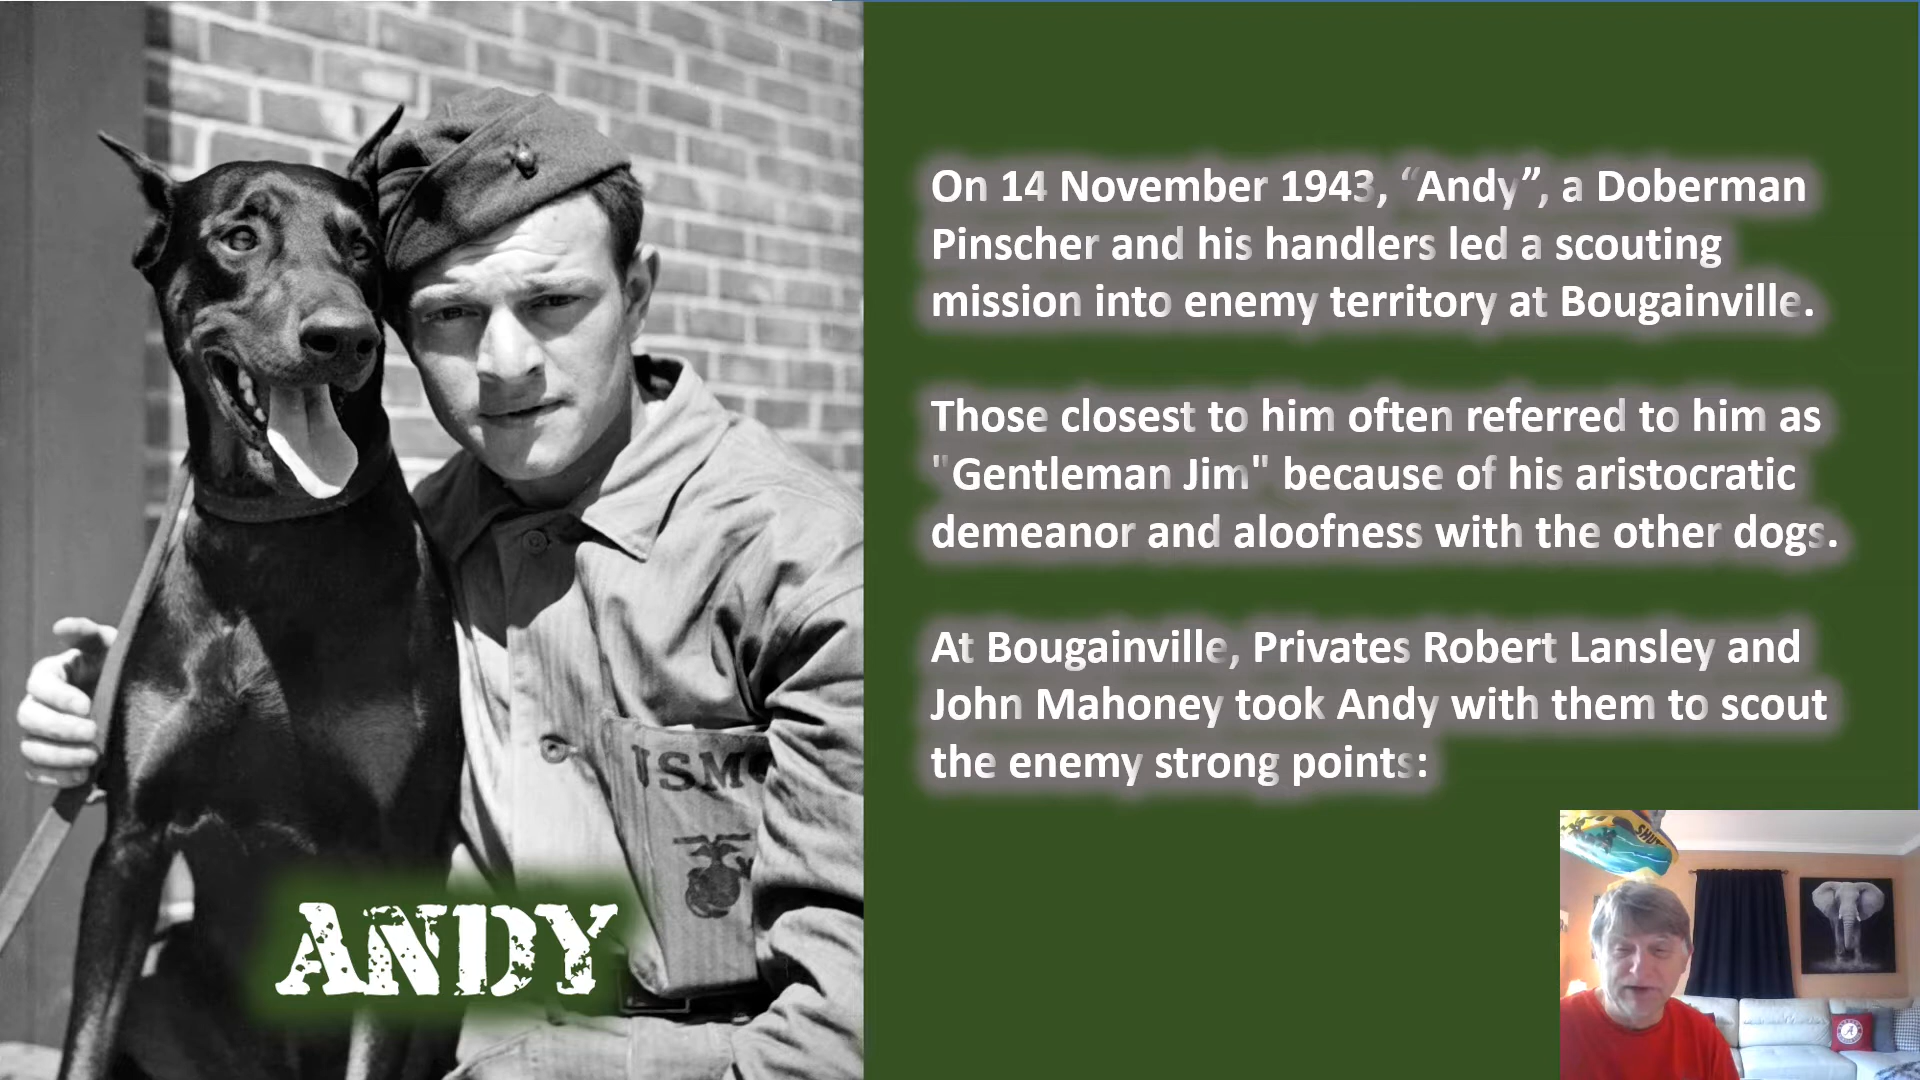 On 14 November 1943, “Andy”, a Doberman
Pinscher and his handlers led a scouting
mission into enemy territory at Bougainville.
Those closest to him often referred to him as
"Gentleman Jim" because of his aristocratic
demeanor and aloofness with the other dogs.
At Bougainville, Privates Robert Lansley and
John Mahoney took Andy with them to scout
the enemy strong points:
USMC
ANDY
A